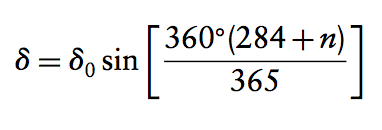 δ = δ₀ sin [ 360°(284 + n) / 365 ]